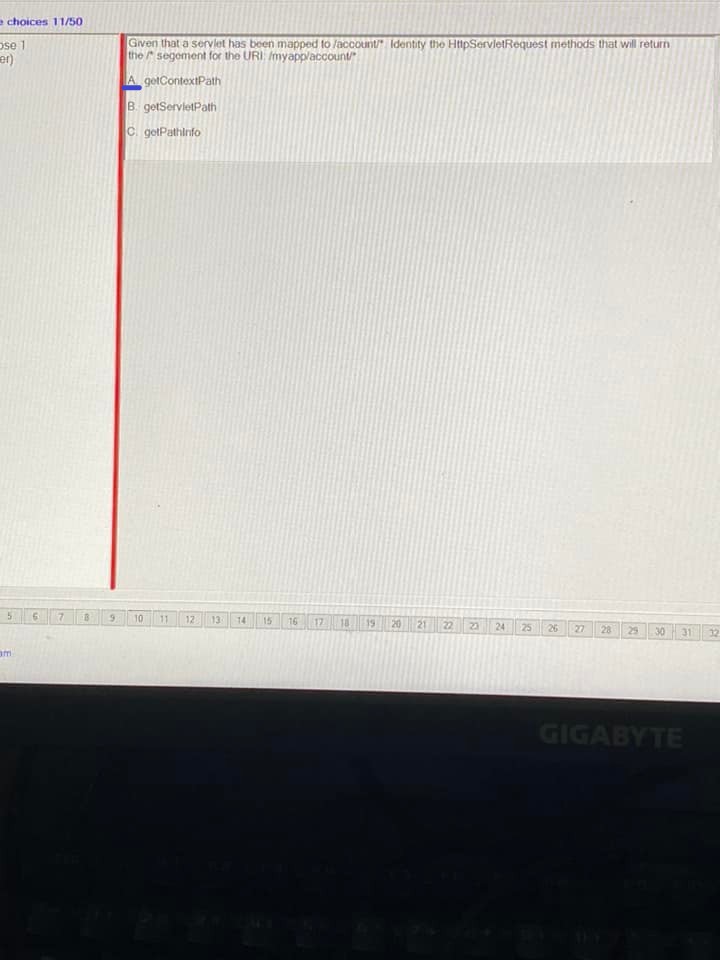 e choices 11/50
ose 1
er)
Given that a servlet has been mapped to /account/*. Identity the HttpServletRequest methods that will return
the /* segement for the URI: /myapp/account/*
A. getContextPath
B. getServletPath
C. getPathInfo
5 6 7 8 9 10 11 12 13 14 15 16 17 18 19 20 21 22 23 24 25 26 27 28 29 30 31 32
am
GIGABYTE